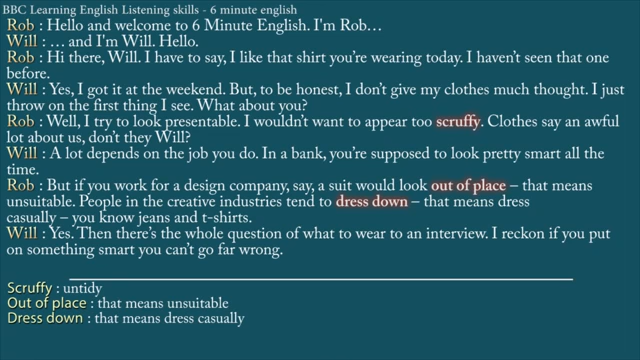 BBC Learning English Listening skills - 6 minute english
Rob : Hello and welcome to 6 Minute English. I'm Rob…
Will : … and I'm Will. Hello.
Rob : Hi there, Will. I have to say, I like that shirt you're wearing today. I haven't seen that one
before.
Will : Yes, I got it at the weekend. But, to be honest, I don't give my clothes much thought. I just
throw on the first thing I see. What about you?
Rob : Well, I try to look presentable. I wouldn't want to appear too scruffy. Clothes say an awful
lot about us, don't they Will?
Will : A lot depends on the job you do. In a bank, you're supposed to look pretty smart all the
time.
Rob : But if you work for a design company, say, a suit would look out of place – that means
unsuitable. People in the creative industries tend to dress down – that means dress
casually – you know jeans and t-shirts.
Will : Yes. Then there's the whole question of what to wear to an interview. I reckon if you put
on something smart you can't go far wrong.
Scruffy : untidy
Out of place : that means unsuitable
Dress down : that means dress casually